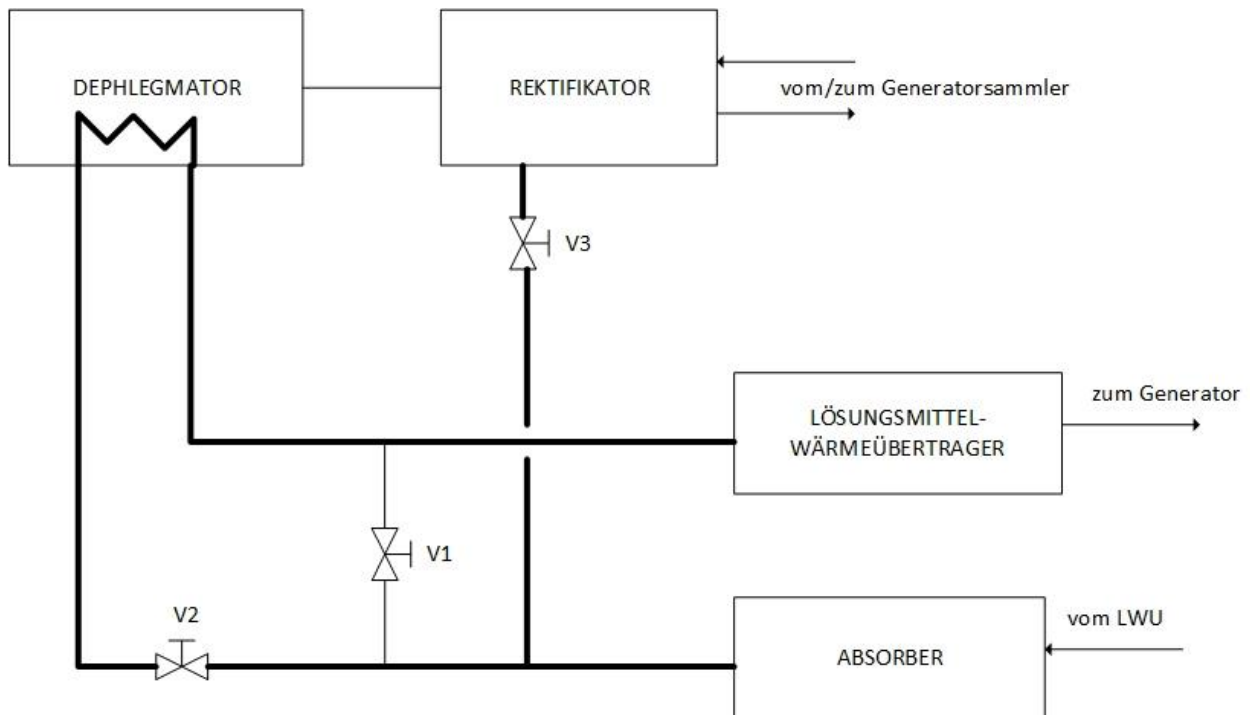 DEPHLEGMATOR
REKTIFIKATOR
vom/zum Generatorsammler
V3
zum Generator
LÖSUNGSMITTEL-
WÄRMEÜBERTRAGER
V1
V2
vom LWU
ABSORBER